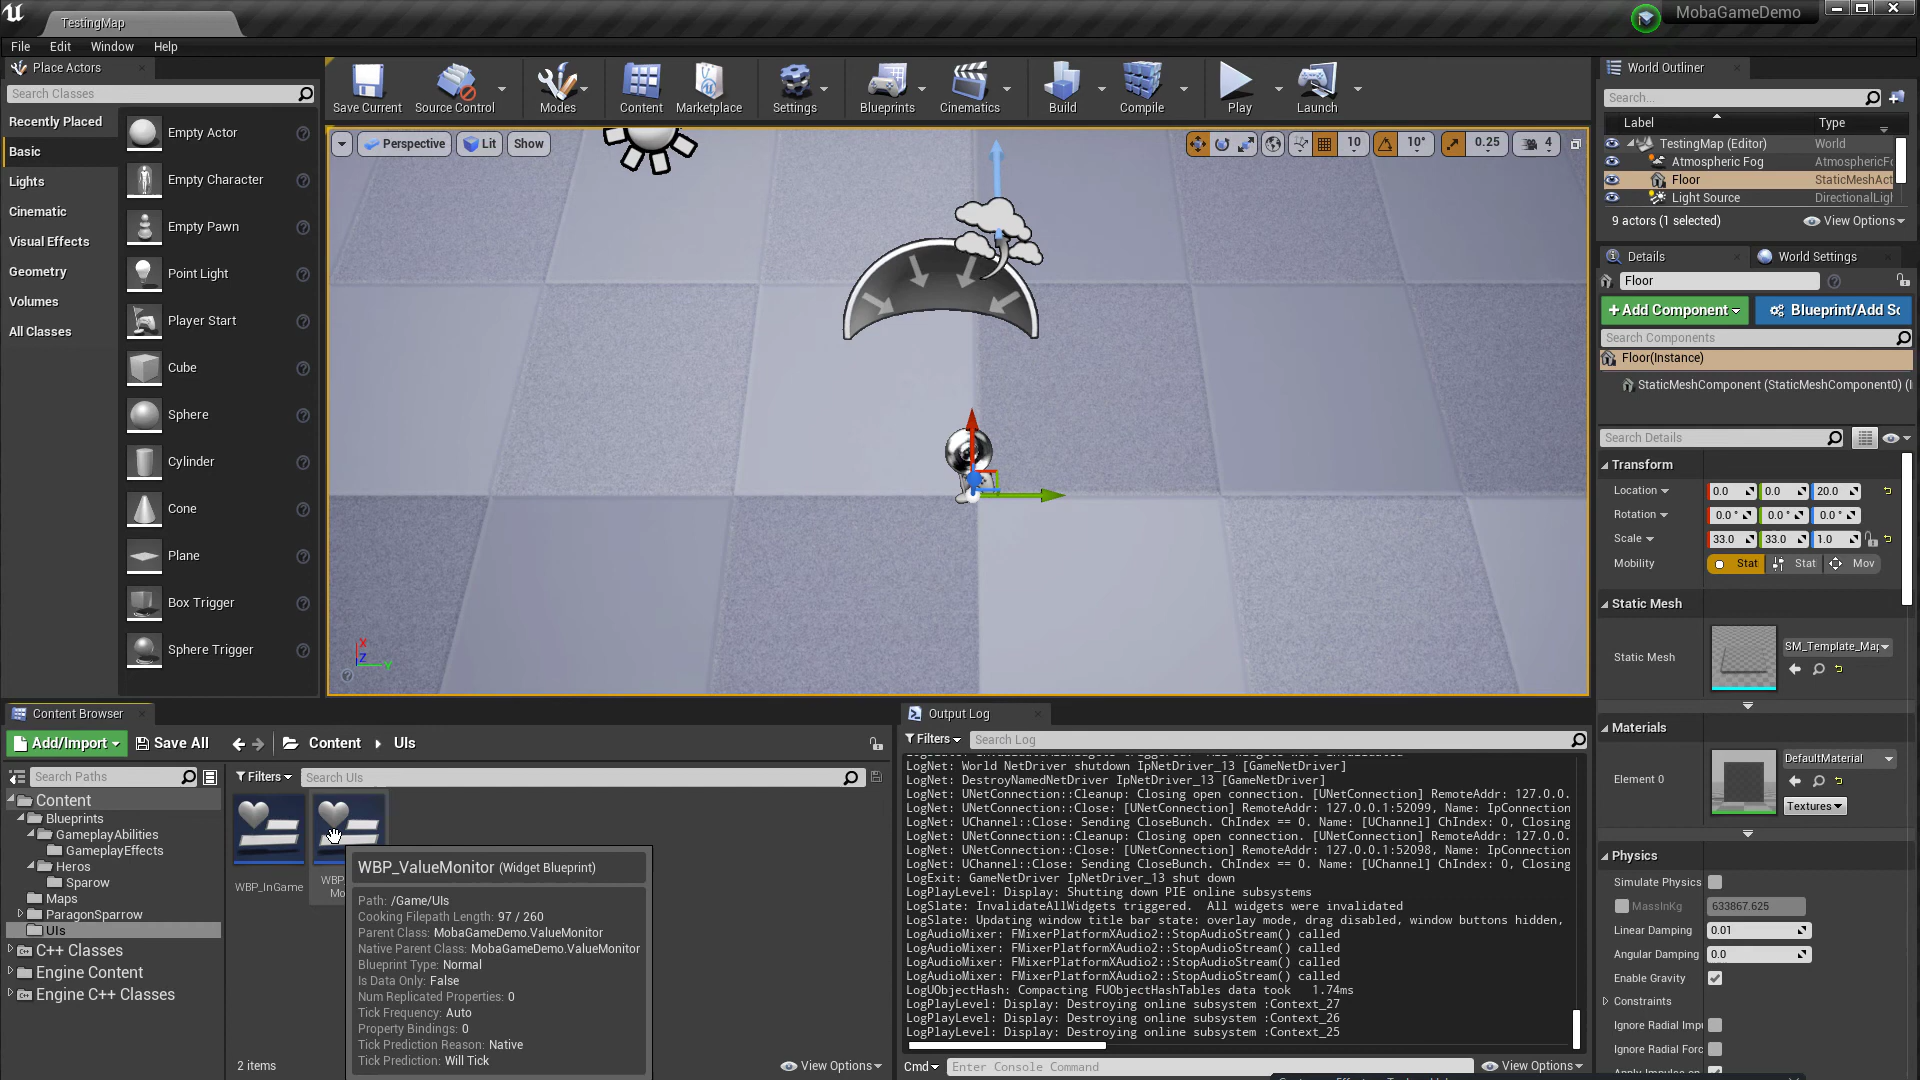 TestingMap
MobaGameDemo
File Edit Window Help
Place Actors
Search Classes
Recently Placed
Basic
Lights
Cinematic
Visual Effects
Geometry
Volumes
All Classes
Empty Actor
Empty Character
Empty Pawn
Point Light
Player Start
Cube
Sphere
Cylinder
Cone
Plane
Box Trigger
Sphere Trigger
Save Current
Source Control
Modes
Content
Marketplace
Settings
Blueprints
Cinematics
Build
Compile
Play
Launch
Perspective
Lit
Show
10
10°
0.25
4
X
Z
Y
World Outliner
Search...
Label Type
TestingMap (Editor) World
Atmospheric Fog AtmosphericFo
Floor StaticMeshAct
Light Source DirectionalLigh
9 actors (1 selected) View Options
Details
World Settings
Floor
+Add Component
Blueprint/Add Sc
Search Components
Floor(Instance)
StaticMeshComponent (StaticMeshComponent0) (I
Search Details
Transform
Location 0.0 0.0 20.0
Rotation 0.0 ° 0.0 ° 0.0 °
Scale 33.0 33.0 1.0
Mobility Stat Stat Mov
Static Mesh
Static Mesh SM_Template_Map
Materials
Element 0 DefaultMaterial
Textures
Physics
Simulate Physics
MassInKg 633867.625
Linear Damping 0.01
Angular Damping 0.0
Enable Gravity
Constraints
Ignore Radial Impu
Ignore Radial Forc
Content Browser
Add/Import
Save All
Content
UIs
Search Paths
Filters
Search UIs
Content
Blueprints
GameplayAbilities
GameplayEffects
Heros
Sparow
Maps
ParagonSparrow
UIs
C++ Classes
Engine Content
Engine C++ Classes
WBP_InGame
WBP_
Mo
2 items
View Options
WBP_ValueMonitor (Widget Blueprint)
Path: /Game/UIs
Cooking Filepath Length: 97 / 260
Parent Class: MobaGameDemo.ValueMonitor
Native Parent Class: MobaGameDemo.ValueMonitor
Blueprint Type: Normal
Is Data Only: False
Num Replicated Properties: 0
Tick Frequency: Auto
Property Bindings: 0
Tick Prediction Reason: Native
Tick Prediction: Will Tick
Output Log
Filters
Search Log
LogNet: World NetDriver shutdown IpNetDriver_13 [GameNetDriver]
LogNet: DestroyNamedNetDriver IpNetDriver_13 [GameNetDriver]
LogNet: UNetConnection::Cleanup: Closing open connection. [UNetConnection] RemoteAddr: 127.0.0.
LogNet: UNetConnection::Close: [UNetConnection] RemoteAddr: 127.0.0.1:52099, Name: IpConnection
LogNet: UChannel::Close: Sending CloseBunch. ChIndex == 0. Name: [UChannel] ChIndex: 0, Closing
LogNet: UNetConnection::Cleanup: Closing open connection. [UNetConnection] RemoteAddr: 127.0.0.
LogNet: UNetConnection::Close: [UNetConnection] RemoteAddr: 127.0.0.1:52098, Name: IpConnection
LogNet: UChannel::Close: Sending CloseBunch. ChIndex == 0. Name: [UChannel] ChIndex: 0, Closing
LogExit: GameNetDriver IpNetDriver_13 shut down
LogPlayLevel: Display: Shutting down PIE online subsystems
LogSlate: InvalidateAllWidgets triggered. All widgets were invalidated
LogSlate: Updating window title bar state: overlay mode, drag disabled, window buttons hidden,
LogAudioMixer: FMixerPlatformXAudio2::StopAudioStream() called
LogAudioMixer: FMixerPlatformXAudio2::StopAudioStream() called
LogAudioMixer: FMixerPlatformXAudio2::StopAudioStream() called
LogAudioMixer: FMixerPlatformXAudio2::StopAudioStream() called
LogUObjectHash: Compacting FUObjectHashTables data took 1.74ms
LogPlayLevel: Display: Destroying online subsystem :Context_27
LogPlayLevel: Display: Destroying online subsystem :Context_26
LogPlayLevel: Display: Destroying online subsystem :Context_25
Cmd
Enter Console Command
View Options